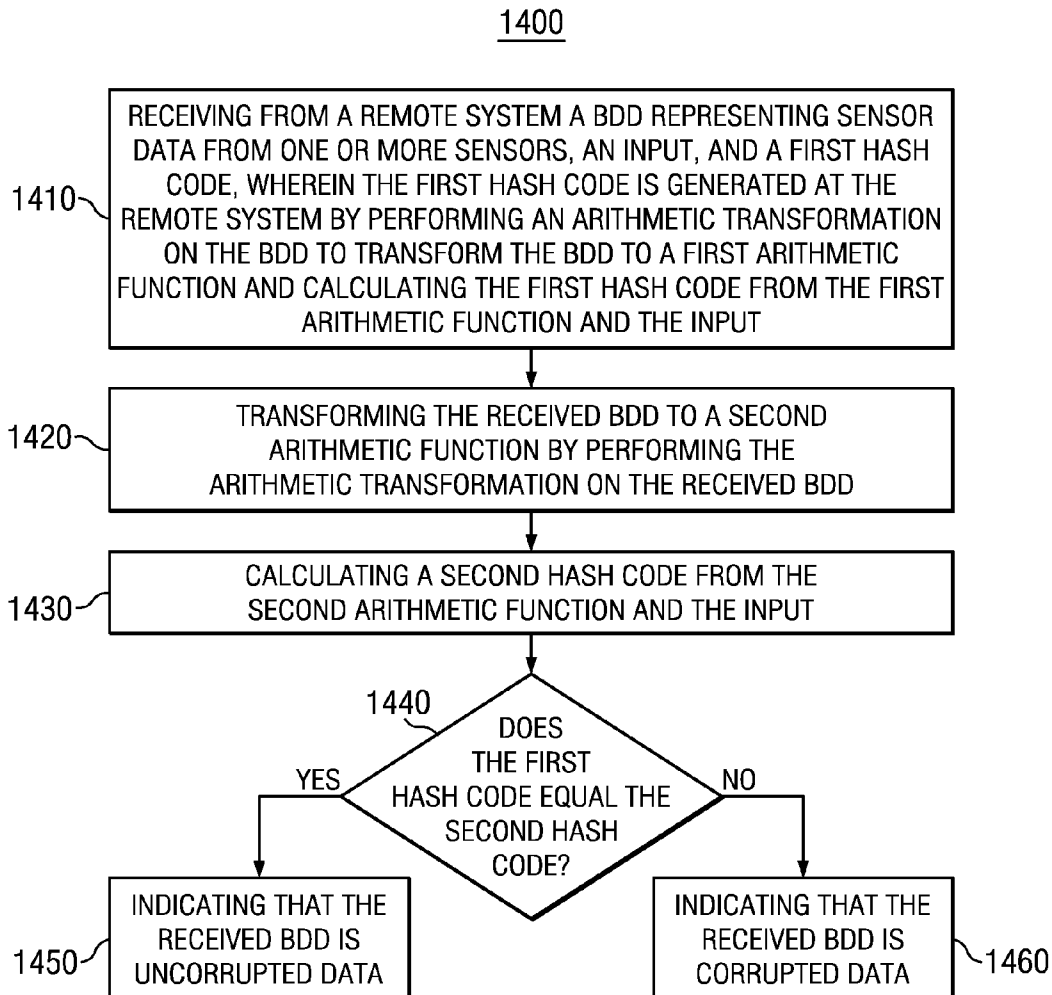 1400
RECEIVING FROM A REMOTE SYSTEM A BDD REPRESENTING SENSOR
DATA FROM ONE OR MORE SENSORS, AN INPUT, AND A FIRST HASH
CODE, WHEREIN THE FIRST HASH CODE IS GENERATED AT THE
REMOTE SYSTEM BY PERFORMING AN ARITHMETIC TRANSFORMATION
ON THE BDD TO TRANSFORM THE BDD TO A FIRST ARITHMETIC
FUNCTION AND CALCULATING THE FIRST HASH CODE FROM THE FIRST
ARITHMETIC FUNCTION AND THE INPUT
1410
TRANSFORMING THE RECEIVED BDD TO A SECOND
ARITHMETIC FUNCTION BY PERFORMING THE
ARITHMETIC TRANSFORMATION ON THE RECEIVED BDD
1420
CALCULATING A SECOND HASH CODE FROM THE
SECOND ARITHMETIC FUNCTION AND THE INPUT
1430
1440
DOES
THE FIRST
HASH CODE EQUAL THE
SECOND HASH
CODE?
YES
NO
INDICATING THAT THE
RECEIVED BDD IS
UNCORRUPTED DATA
1450
INDICATING THAT THE
RECEIVED BDD IS
CORRUPTED DATA
1460